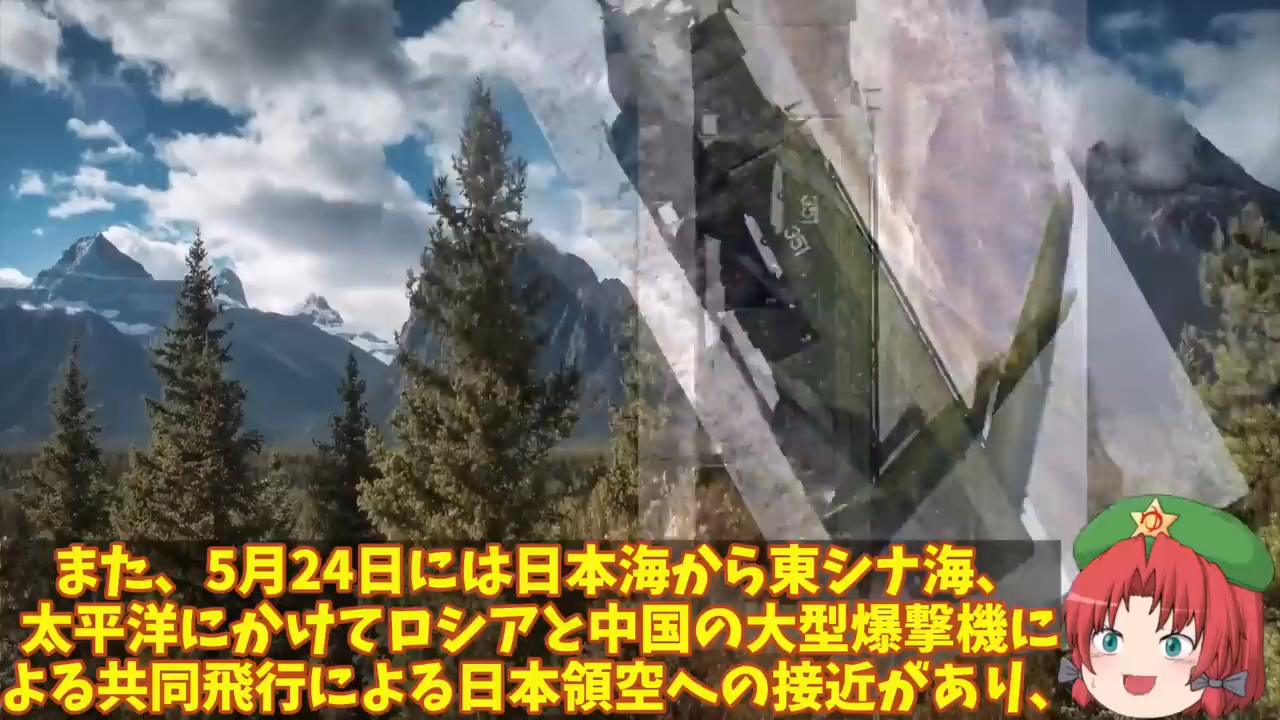 また、5月24日には日本海から東シナ海、
太平洋にかけてロシアと中国の大型爆撃機に
よる共同飛行による日本領空への接近があり、